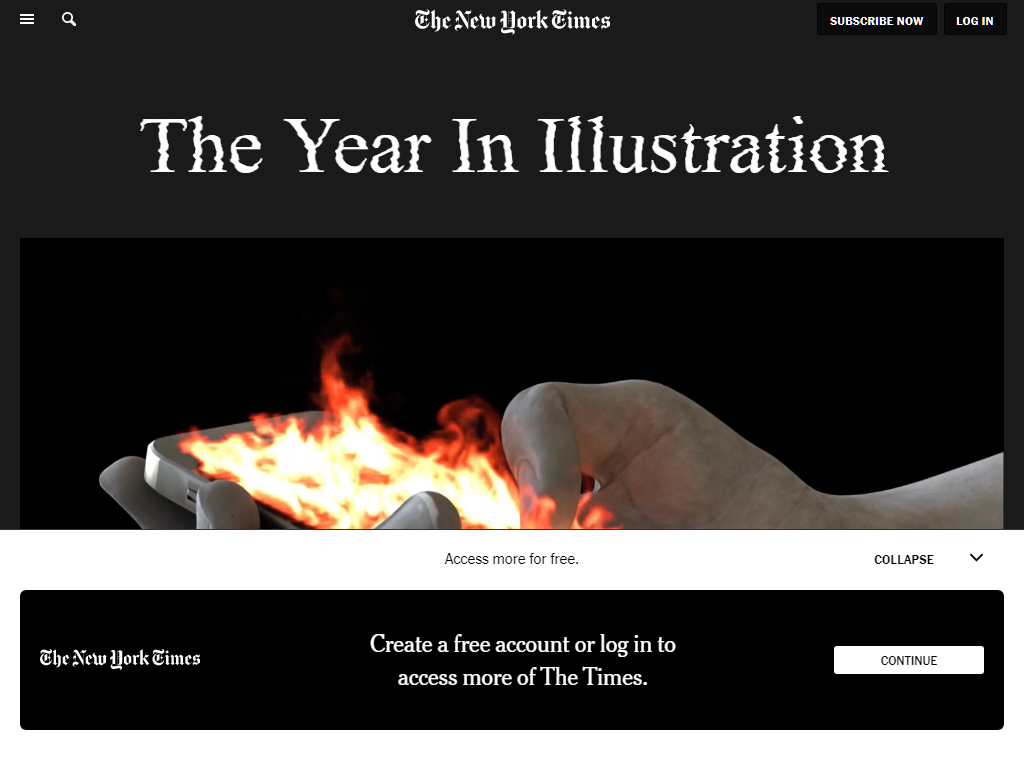 The New York Times
SUBSCRIBE NOW
LOG IN
The Year In Illustration
Access more for free.
COLLAPSE
The New York Times
Create a free account or log in to
access more of The Times.
CONTINUE